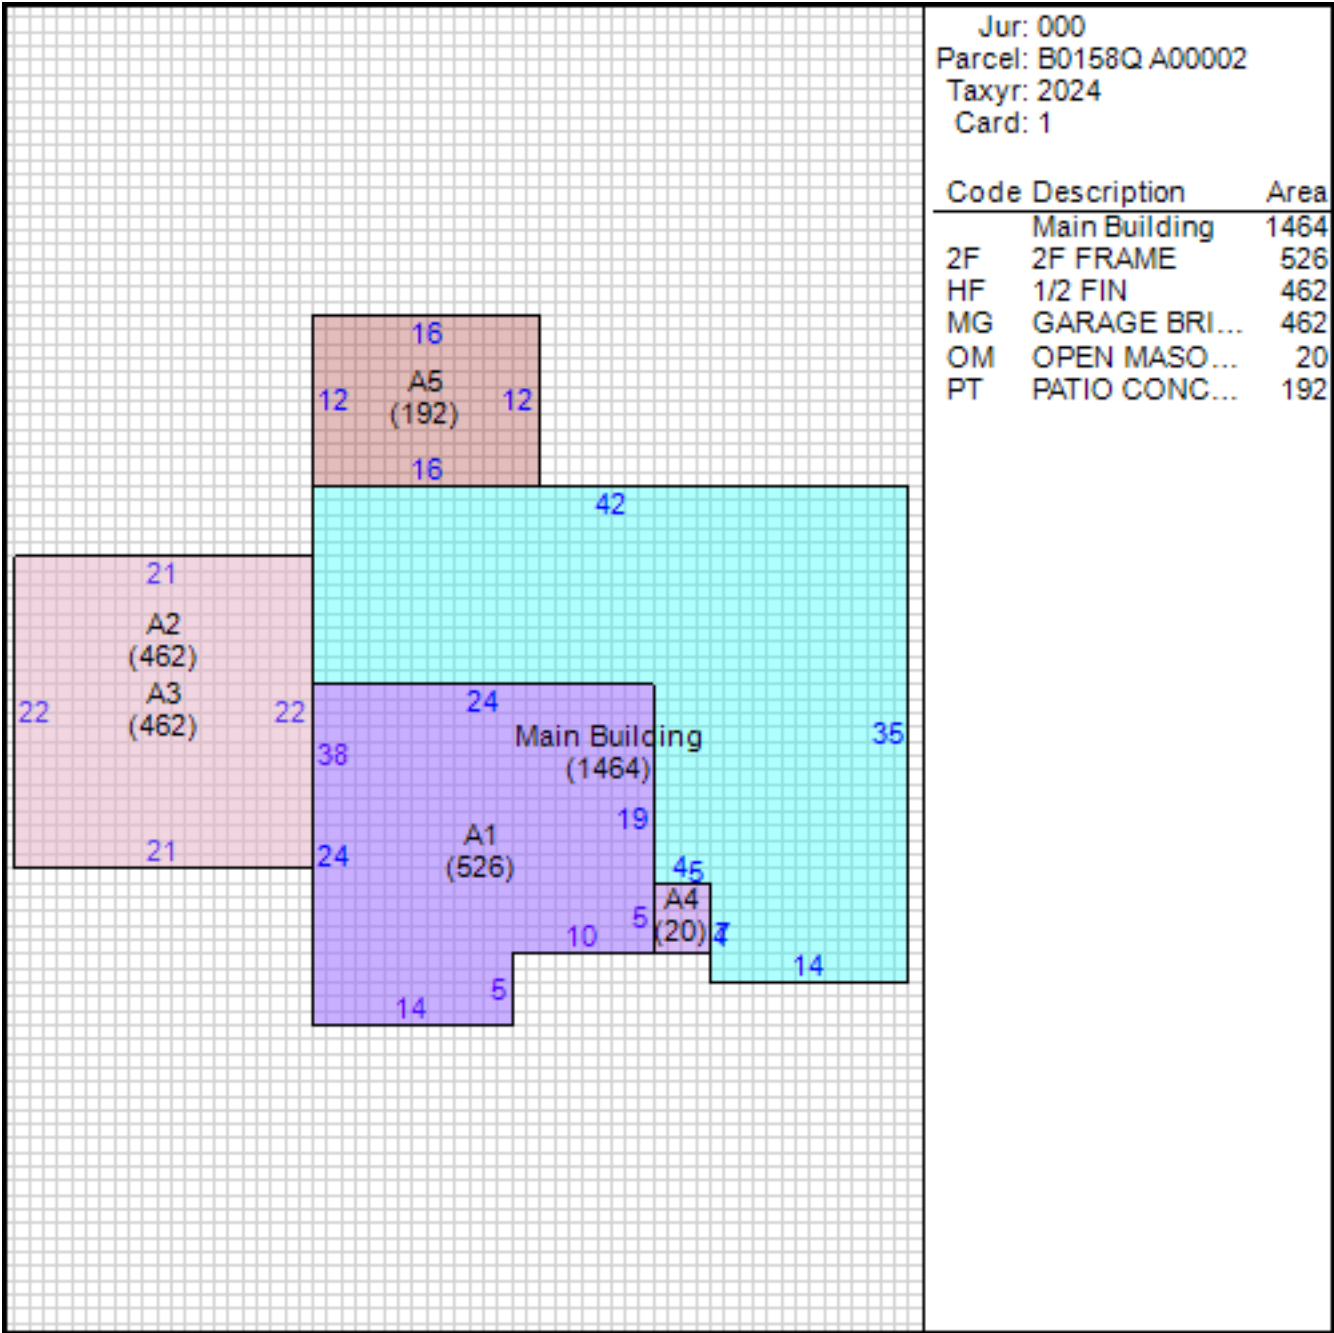 Jur: 000
Parcel: B0158Q A00002
Taxyr: 2024
Card: 1
Code Description Area
Main Building 1464
2F 2F FRAME 526
HF 1/2 FIN 462
MG GARAGE BRI... 462
OM OPEN MASO... 20
PT PATIO CONC... 192
16
A5
12 12
(192)
16
42
21
A2
(462)
A3
22 (462) 22
24
Main Building
38 (1464) 35
19
A1
21 24 (526) 4 5
A4
5 (20) 7
10
14
5
14